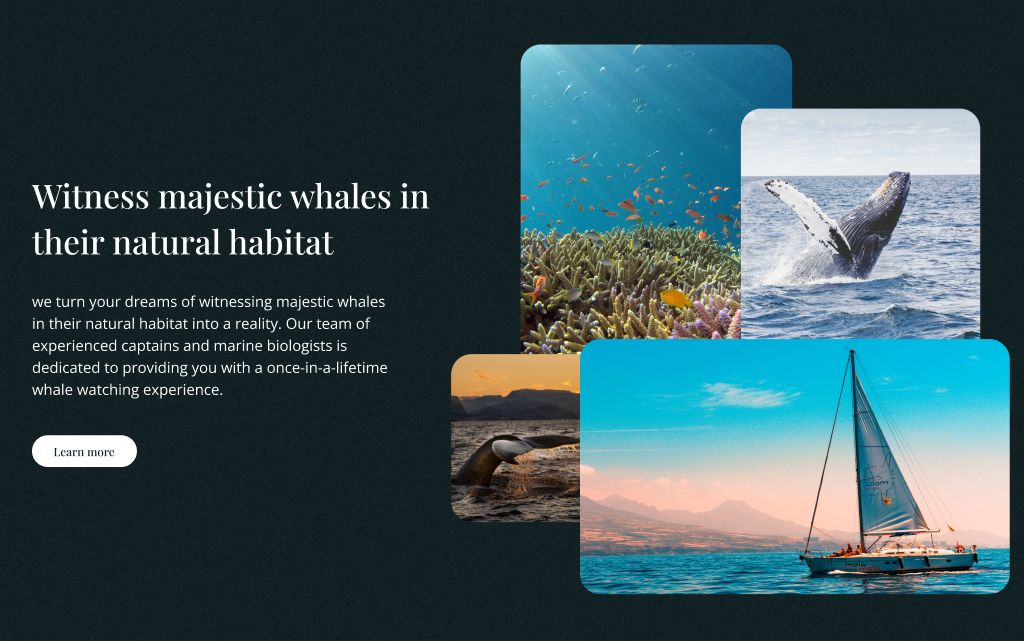 Witness majestic whales in
their natural habitat
we turn your dreams of witnessing majestic whales
in their natural habitat into a reality. Our team of
experienced captains and marine biologists is
dedicated to providing you with a once-in-a-lifetime
whale watching experience.
Learn more